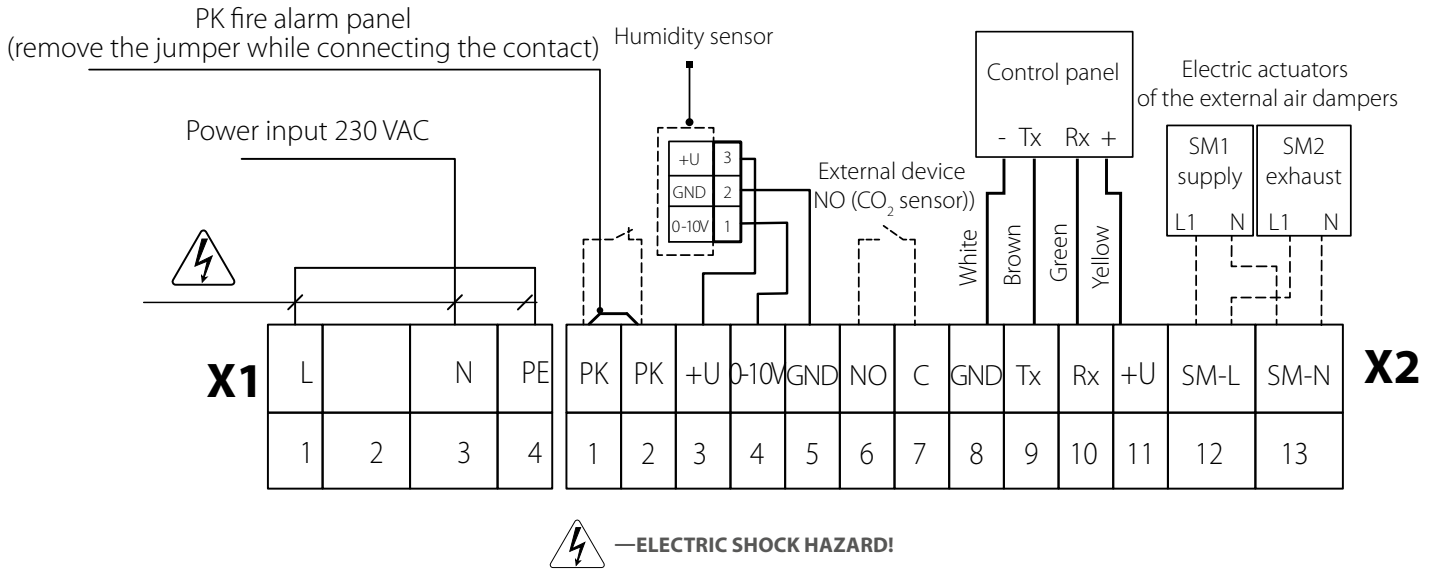 PK fire alarm panel
(remove the jumper while connecting the contact)
Humidity sensor
Power input 230 VAC
+U 3
GND 2
0-10V 1
External device
NO (CO2 sensor))
Control panel
- Tx Rx +
White
Brown
Green
Yellow
Electric actuators
of the external air dampers
SM1
supply
L1 N
SM2
exhaust
L1 N
X1
L N PE
1 2 3 4
PK PK +U 0-10V GND NO C GND Tx Rx +U SM-L SM-N
1 2 3 4 5 6 7 8 9 10 11 12 13
X2
—ELECTRIC SHOCK HAZARD!